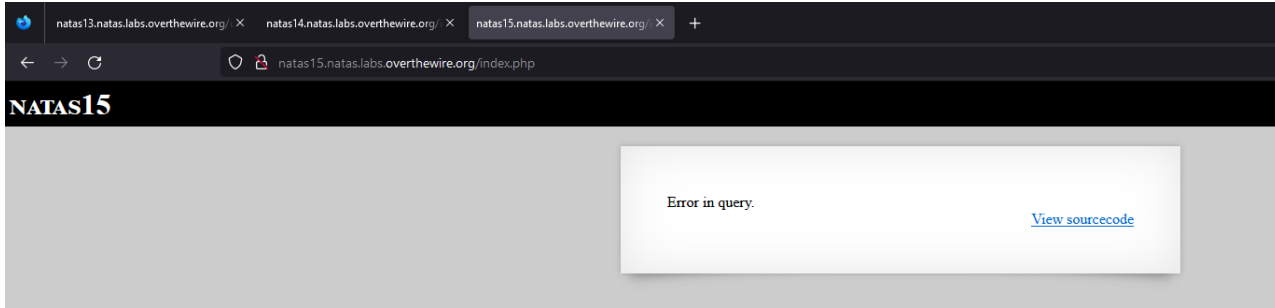 natas13.natas.labs.overthewire.org/i
natas14.natas.labs.overthewire.org/i
natas15.natas.labs.overthewire.org/i
natas15.natas.labs.overthewire.org/index.php
NATAS15
Error in query.
View sourcecode